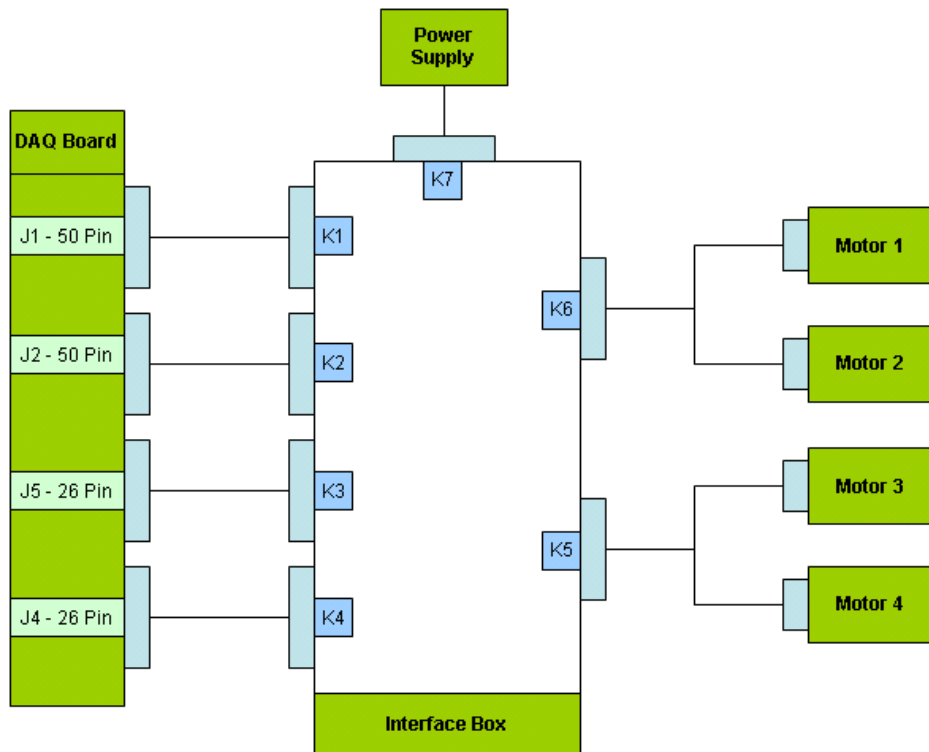 Power
Supply
DAQ Board
K7
J1 - 50 Pin
K1
Motor 1
K6
J2 - 50 Pin
K2
Motor 2
J5 - 26 Pin
K3
Motor 3
K5
J4 - 26 Pin
K4
Motor 4
Interface Box